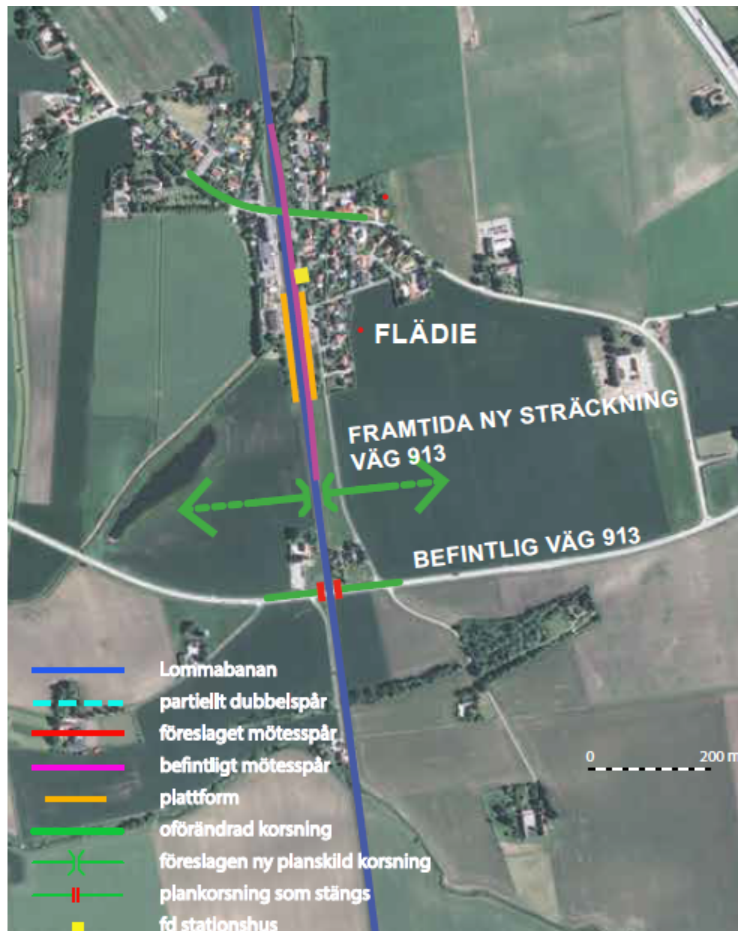 FLÄDIE
FRAMTIDA NY STRÄCKNING
VÄG 913
BEFINTLIG VÄG 913
Lommabanan
partiellt dubbelspår
föreslaget mötesspår
befintligt mötesspår
plattform
oförändrad korsning
föreslagen ny planskild korsning
plankorsning som stängs
fd stationshus
0 200 m